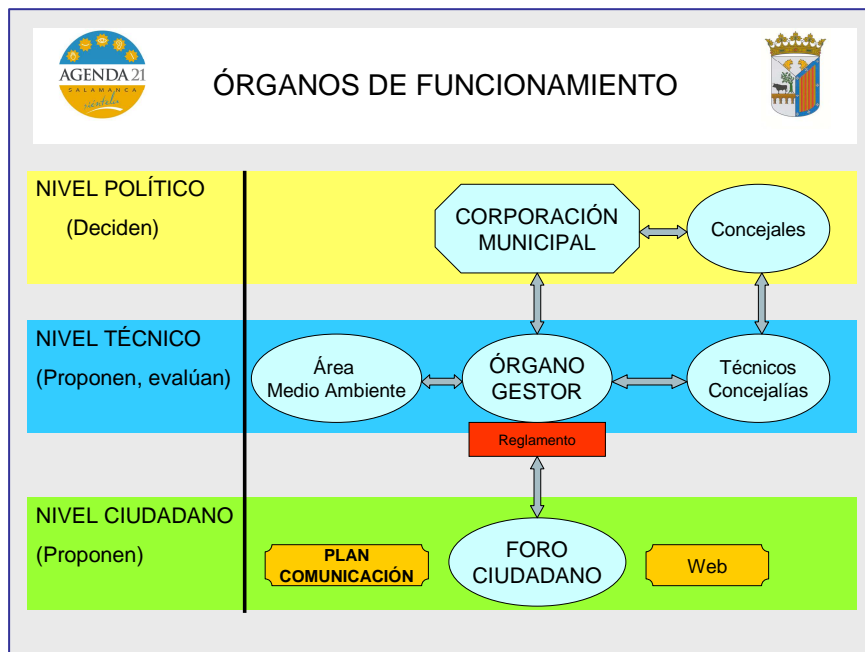 AGENDA 21
SALAMANCA
siéntela
ÓRGANOS DE FUNCIONAMIENTO
NIVEL POLÍTICO
(Deciden)
CORPORACIÓN
MUNICIPAL
Concejales
NIVEL TÉCNICO
(Proponen, evalúan)
Área
Medio Ambiente
ÓRGANO
GESTOR
Técnicos
Concejalías
Reglamento
NIVEL CIUDADANO
(Proponen)
PLAN
COMUNICACIÓN
FORO
CIUDADANO
Web